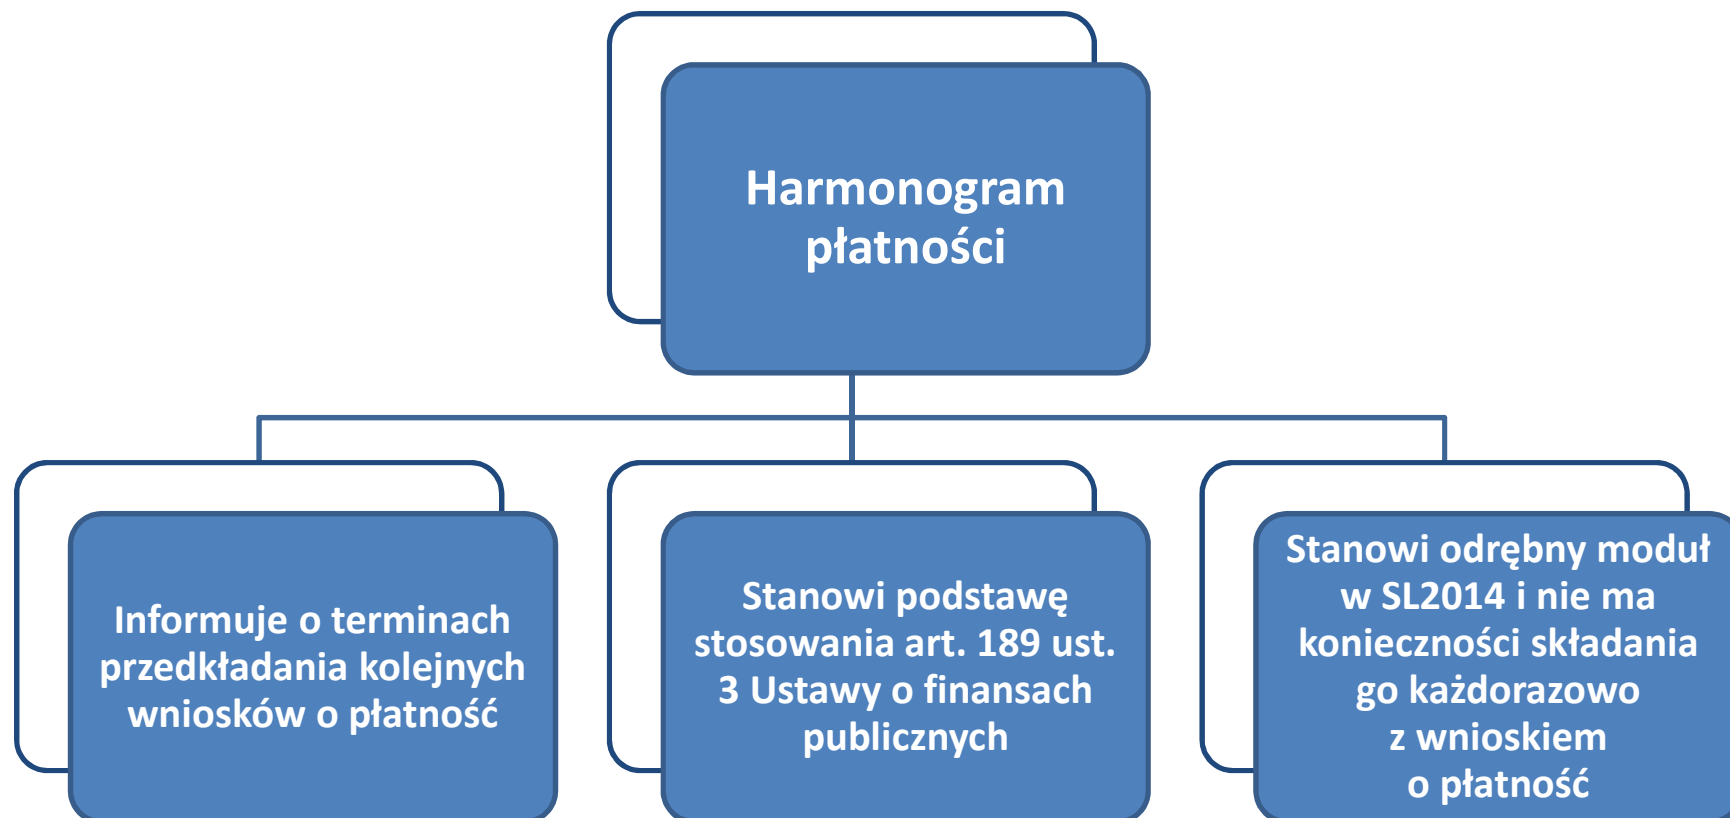 Harmonogram
płatności
Informuje o terminach
przedkładania kolejnych
wniosków o płatność
Stanowi podstawę
stosowania art. 189 ust.
3 Ustawy o finansach
publicznych
Stanowi odrębny moduł
w SL2014 i nie ma
konieczności składania
go każdorazowo
z wnioskiem
o płatność